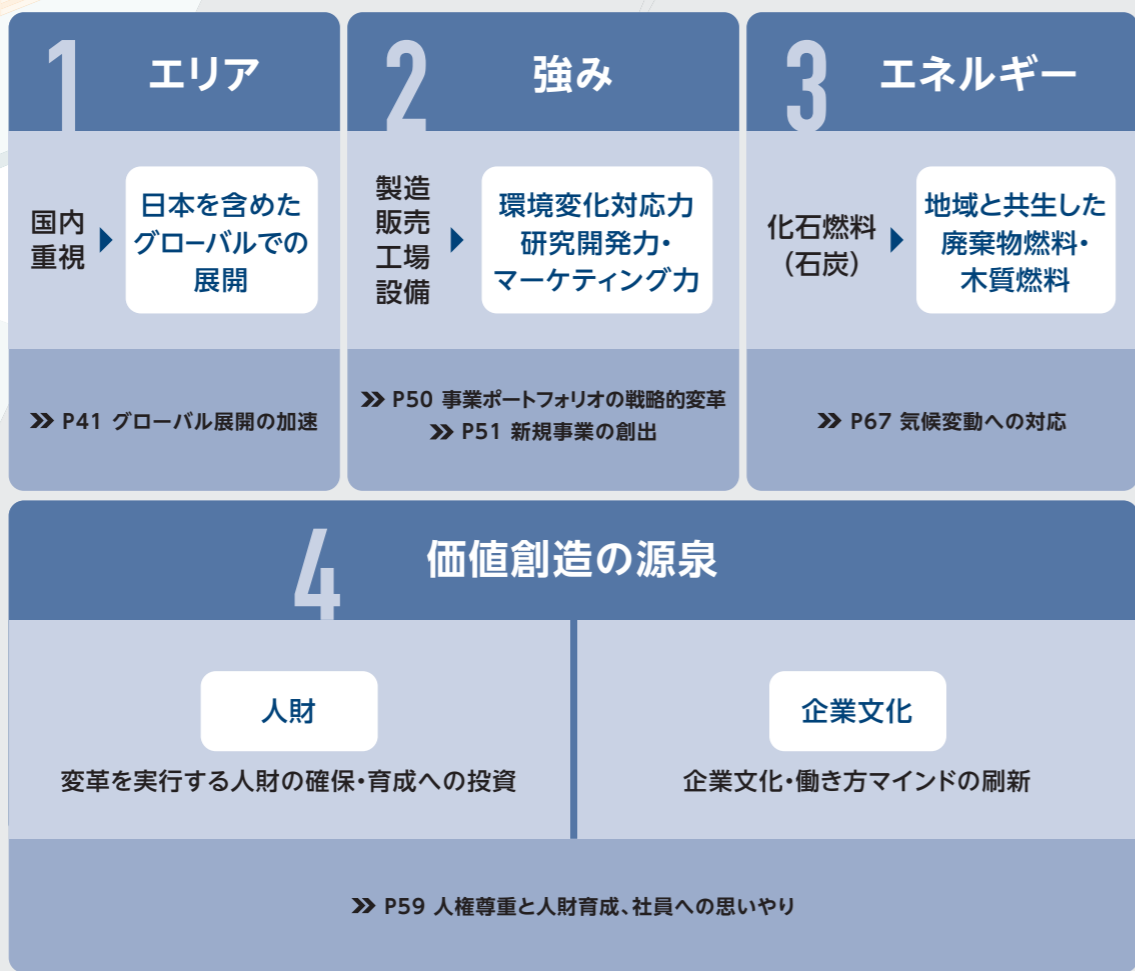 1 エリア
国内
重視
日本を含めた
グローバルでの
展開
≫ P41 グローバル展開の加速
2 強み
製造
販売
工場
設備
環境変化対応力
研究開発力・
マーケティング力
≫ P50 事業ポートフォリオの戦略的変革
≫ P51 新規事業の創出
3 エネルギー
化石燃料
(石炭)
地域と共生した
廃棄物燃料・
木質燃料
≫ P67 気候変動への対応
4 価値創造の源泉
人財
変革を実行する人財の確保・育成への投資
企業文化
企業文化・働き方マインドの刷新
≫ P59 人権尊重と人財育成、社員への思いやり